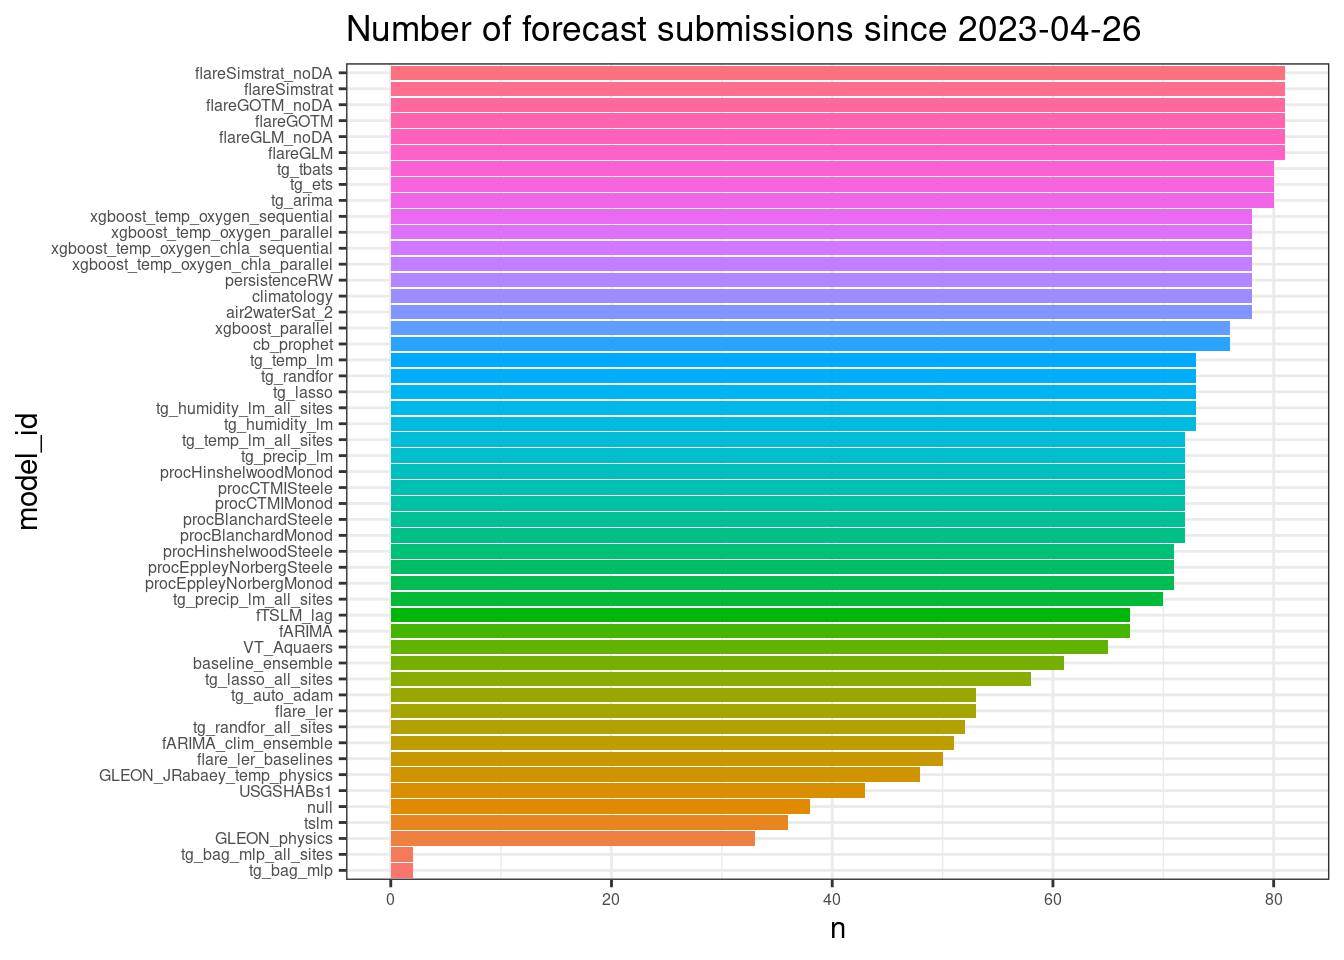 Number of forecast submissions since 2023-04-26
flareSimstrat_noDA
flareSimstrat
flareGOTM_noDA
flareGOTM
flareGLM_noDA
flareGLM
tg_tbats
tg_ets
tg_arima
xgboost_temp_oxygen_sequential
xgboost_temp_oxygen_parallel
xgboost_temp_oxygen_chla_sequential
xgboost_temp_oxygen_chla_parallel
persistenceRW
climatology
air2waterSat_2
xgboost_parallel
cb_prophet
tg_temp_lm
tg_randfor
tg_lasso
tg_humidity_lm_all_sites
tg_humidity_lm
tg_temp_lm_all_sites
tg_precip_lm
procHinshelwoodMonod
procCTMISteele
procCTMIMonod
procBlanchardSteele
procBlanchardMonod
procHinshelwoodSteele
procEppleyNorbergSteele
procEppleyNorbergMonod
tg_precip_lm_all_sites
fTSLM_lag
fARIMA
VT_Aquaers
baseline_ensemble
tg_lasso_all_sites
tg_auto_adam
flare_ler
tg_randfor_all_sites
fARIMA_clim_ensemble
flare_ler_baselines
GLEON_JRabaey_temp_physics
USGSHABs1
null
tslm
GLEON_physics
tg_bag_mlp_all_sites
tg_bag_mlp
model_id
0 20 40 60 80
n